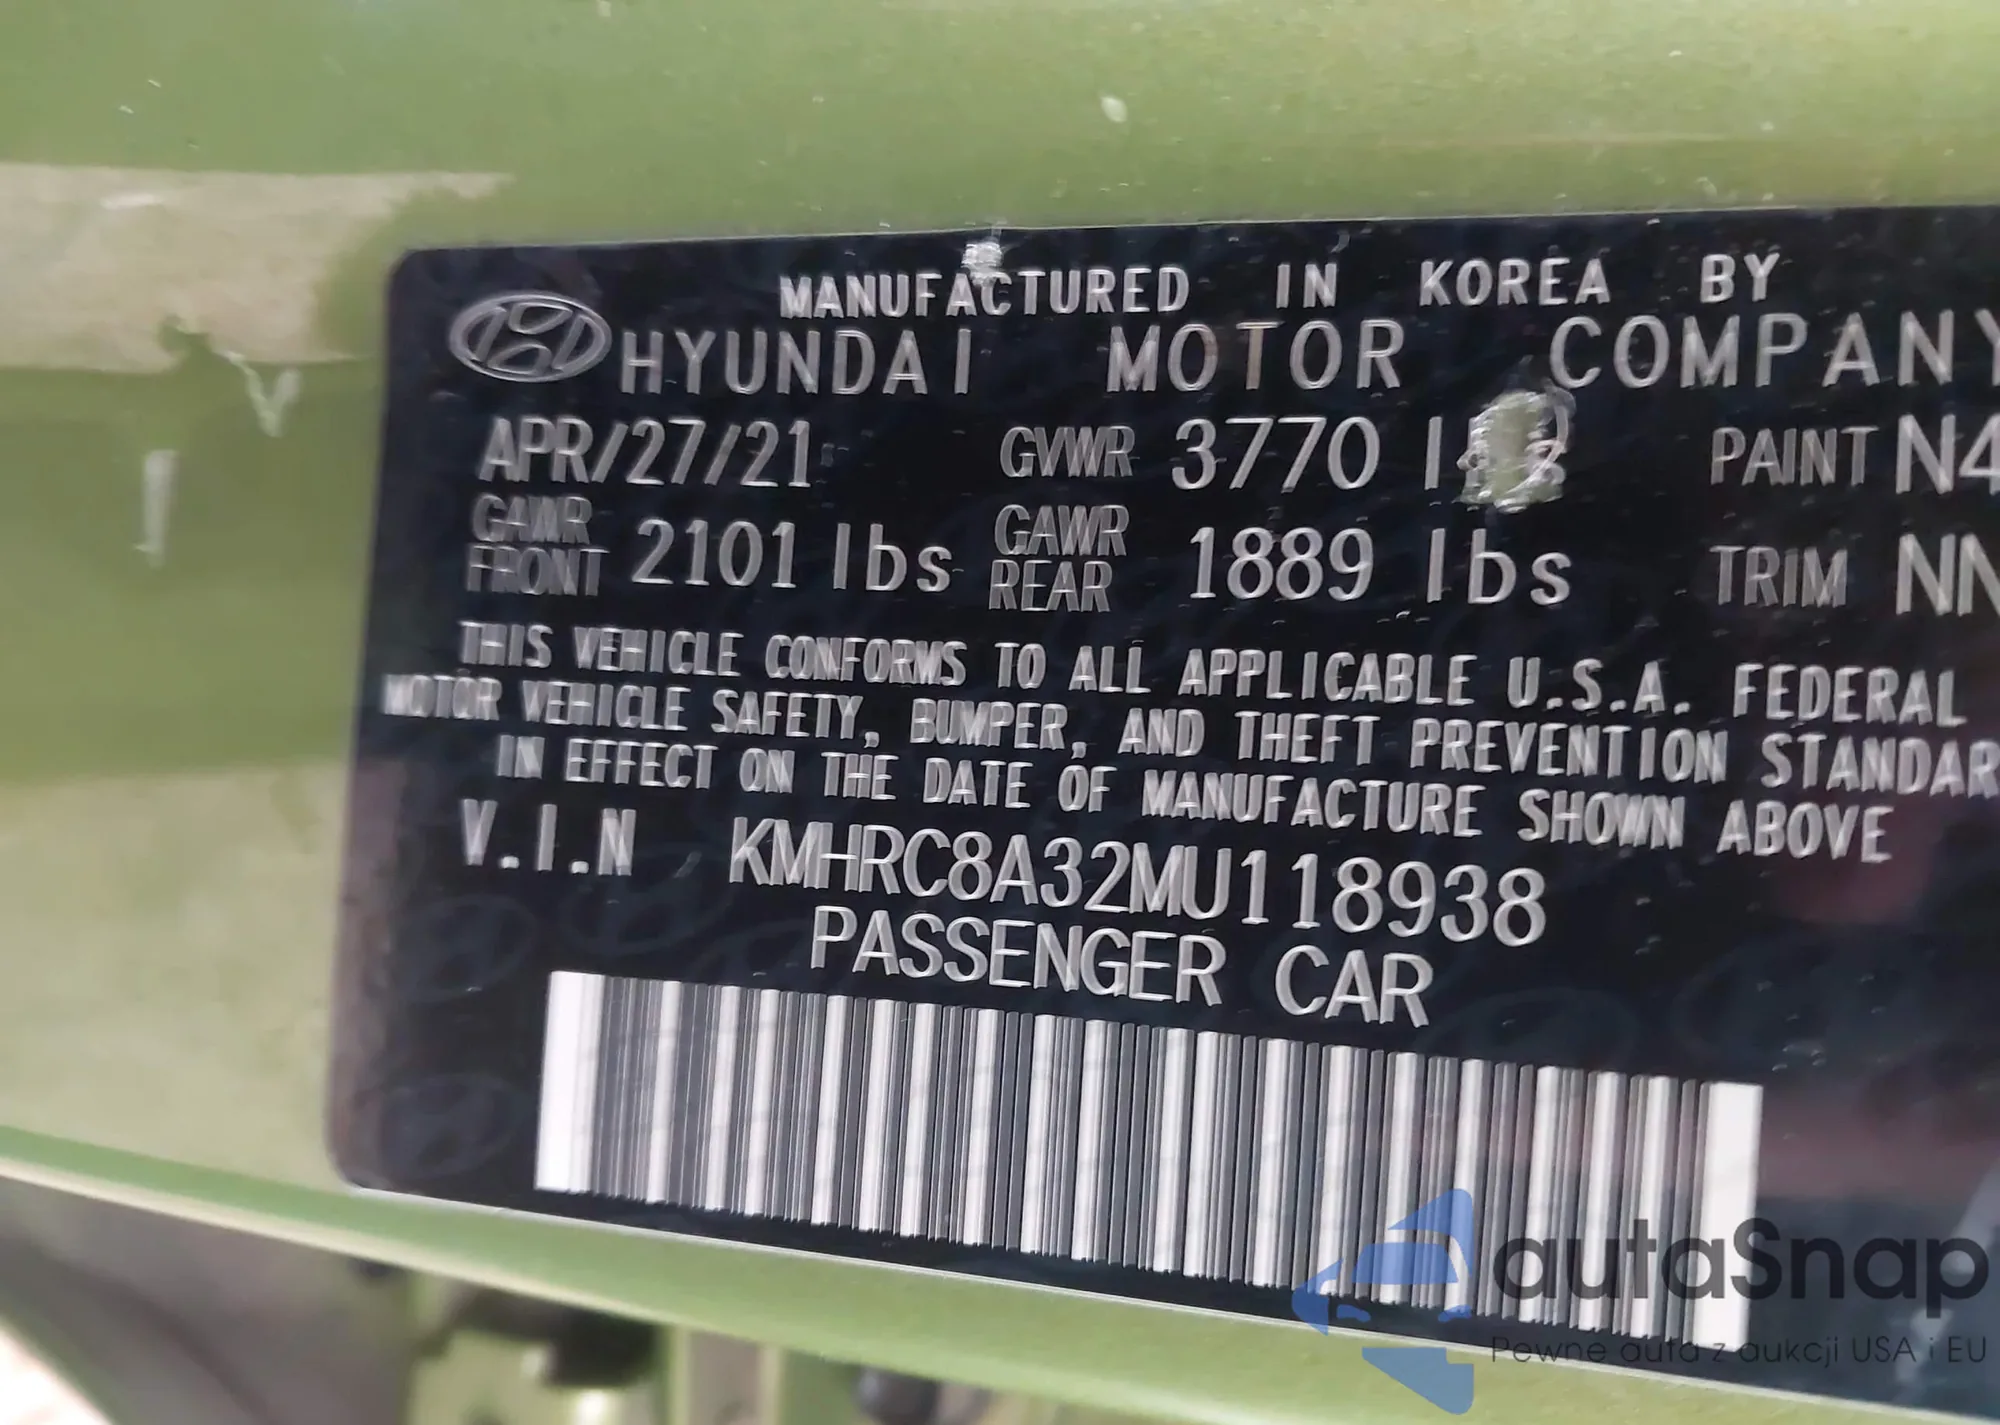 MANUFACTURED IN KOREA BY
HYUNDAI MOTOR COMPANY
APR/27/21 GVWR 3770 PAINT N4
GAWR FRONT 2101 lbs GAWR REAR 1889 lbs TRIM NN
THIS VEHICLE CONFORMS TO ALL APPLICABLE U.S.A. FEDERAL
MOTOR VEHICLE SAFETY, BUMPER, AND THEFT PREVENTION STANDAR
IN EFFECT ON THE DATE OF MANUFACTURE SHOWN ABOVE
V.I.N KMHRC8A32MU118938
PASSENGER CAR
autaSnap
Pewne auta z aukcji USA i EU